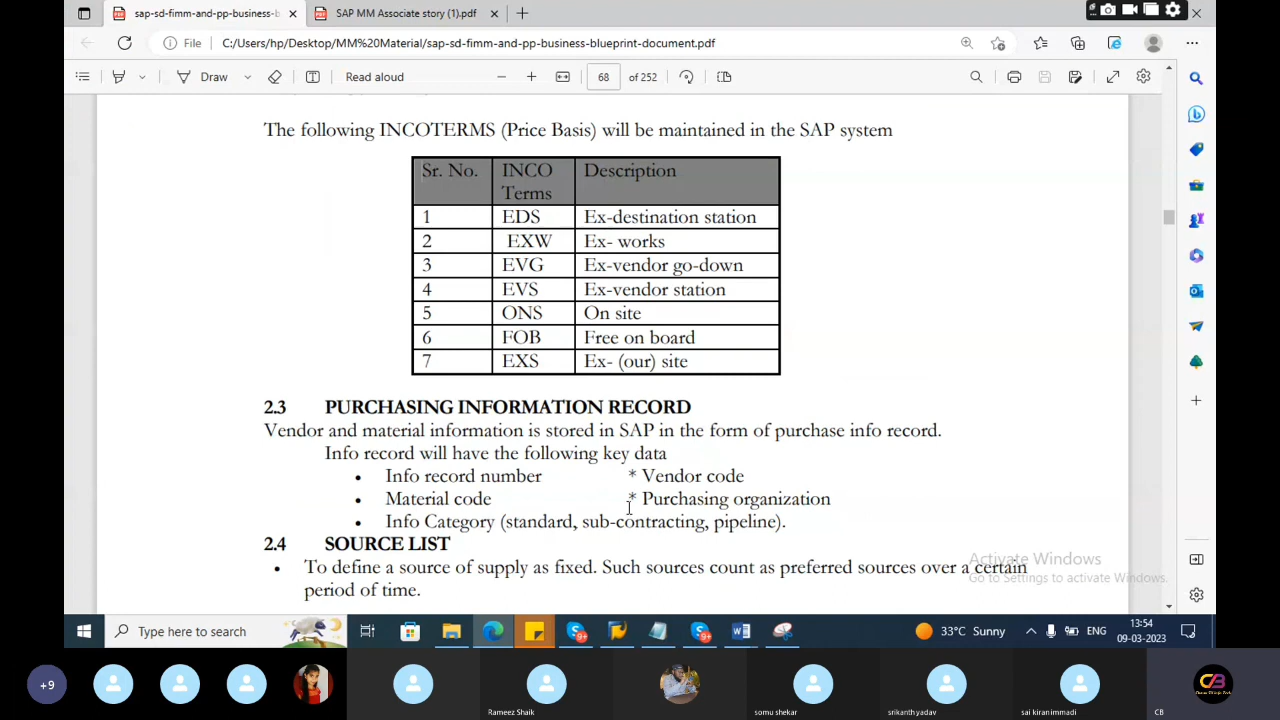 sap-sd-fimm-and-pp-business-b
SAP MM Associate story (1).pdf
File
C:/Users/hp/Desktop/MM%20Material/sap-sd-fimm-and-pp-business-blueprint-document.pdf
Draw
Read aloud
68
of 252
The following INCOTERMS (Price Basis) will be maintained in the SAP system
Sr. No. INCO Terms Description
1 EDS Ex-destination station
2 EXW Ex- works
3 EVG Ex-vendor go-down
4 EVS Ex-vendor station
5 ONS On site
6 FOB Free on board
7 EXS Ex- (our) site
2.3 PURCHASING INFORMATION RECORD
Vendor and material information is stored in SAP in the form of purchase info record.
Info record will have the following key data
• Info record number * Vendor code
• Material code * Purchasing organization
• Info Category (standard, sub-contracting, pipeline).
2.4 SOURCE LIST
• To define a source of supply as fixed. Such sources count as preferred sources over a certain
period of time.
Activate Windows
Go to Settings to activate Windows.
Type here to search
33°C Sunny
ENG
13:54
09-03-2023
+9
Rameez Shaik
somu shekar
srikanth yadav
sai kiran immadi
CB
CB